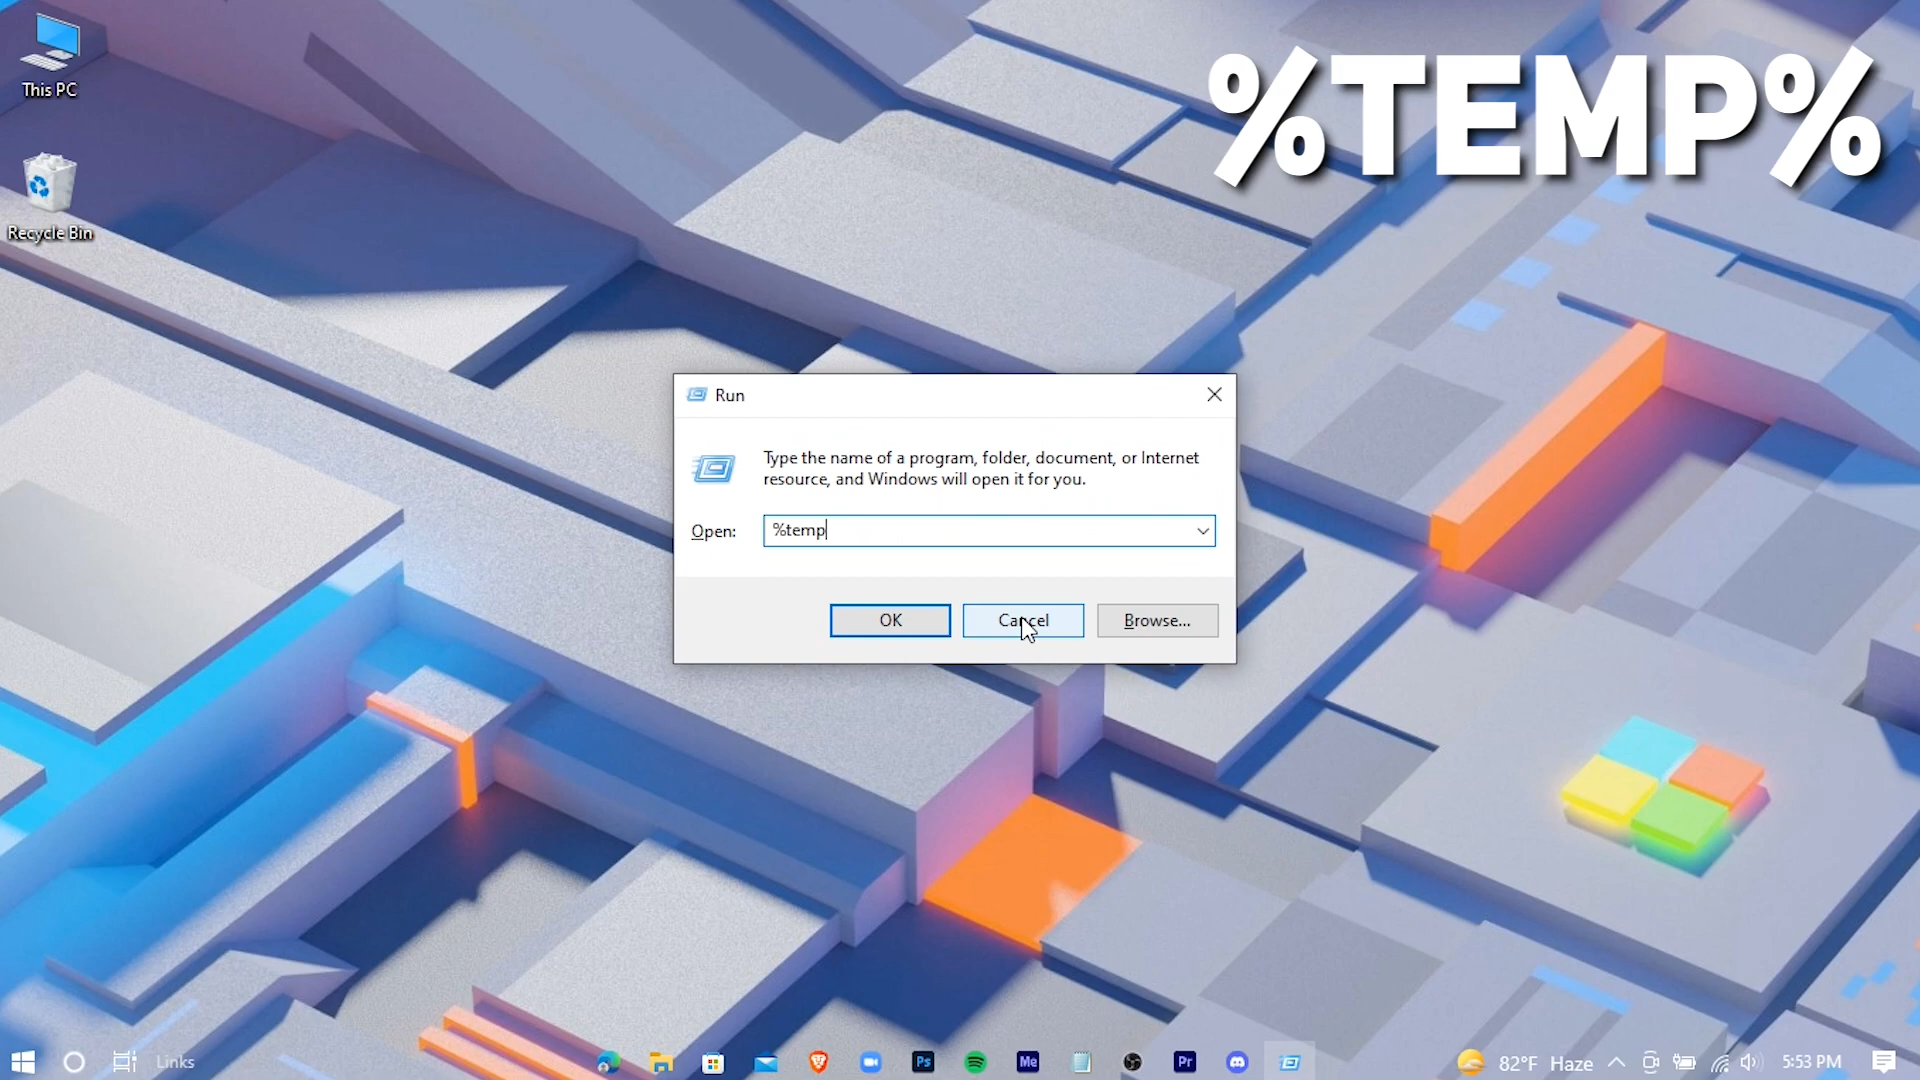 This PC
Recycle Bin
%TEMP%
Run
Type the name of a program, folder, document, or Internet
resource, and Windows will open it for you.
Open: %temp
OK Cancel Browse...
Links
Ps
Me
Pr
82°F Haze
5:53 PM